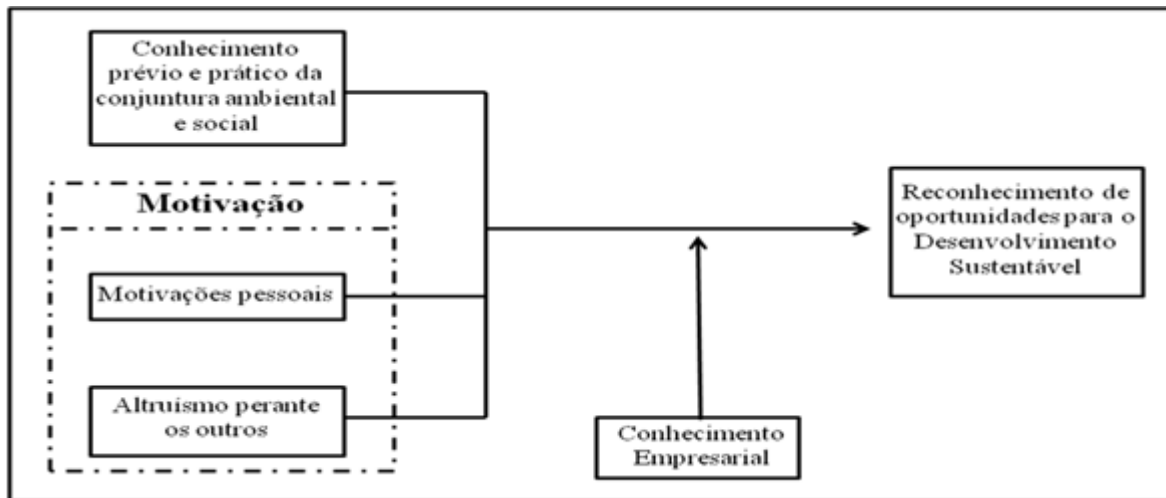 Conhecimento
prévio e prático da
conjuntura ambiental
e social
Motivação
Motivações pessoais
Altruísmo perante
os outros
Conhecimento
Empresarial
Reconhecimento de
oportunidades para o
Desenvolvimento
Sustentável